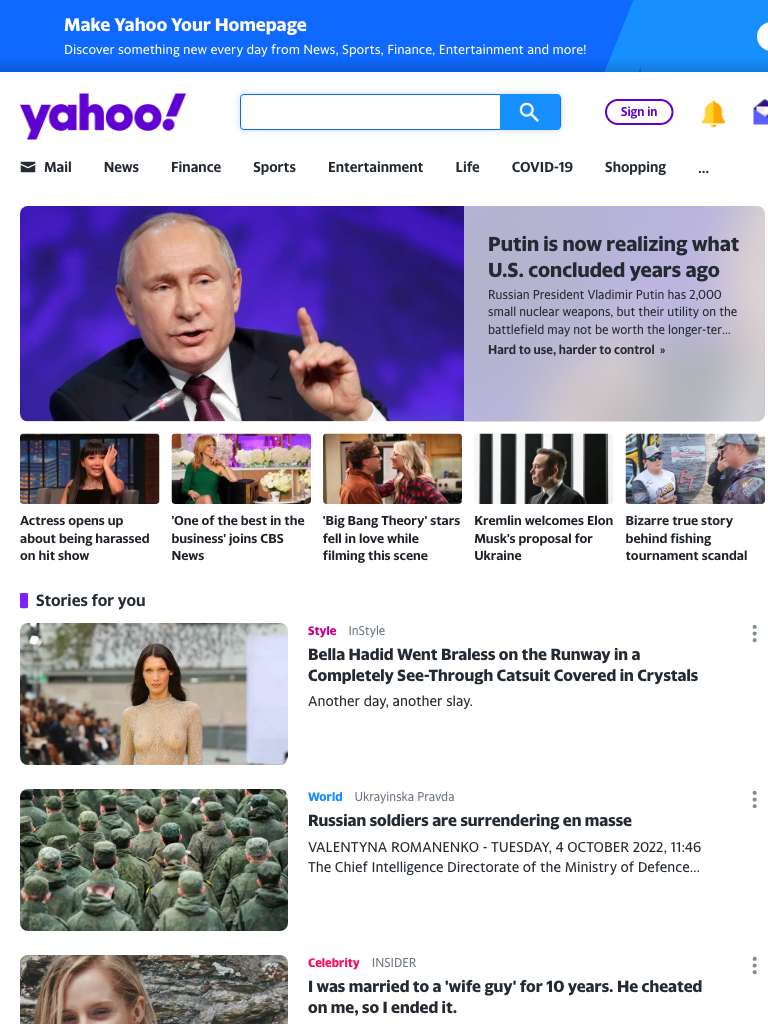 Make Yahoo Your Homepage
Discover something new every day from News, Sports, Finance, Entertainment and more!
yahoo!
Sign in
Mail News Finance Sports Entertainment Life COVID-19 Shopping ...
Putin is now realizing what
U.S. concluded years ago
Russian President Vladimir Putin has 2,000
small nuclear weapons, but their utility on the
battlefield may not be worth the longer-ter...
Hard to use, harder to control »
Actress opens up
about being harassed
on hit show
'One of the best in the
business' joins CBS
News
'Big Bang Theory' stars
fell in love while
filming this scene
Kremlin welcomes Elon
Musk's proposal for
Ukraine
Bizarre true story
behind fishing
tournament scandal
Stories for you
Style InStyle
Bella Hadid Went Braless on the Runway in a
Completely See-Through Catsuit Covered in Crystals
Another day, another slay.
World Ukrayinska Pravda
Russian soldiers are surrendering en masse
VALENTYNA ROMANENKO - TUESDAY, 4 OCTOBER 2022, 11:46
The Chief Intelligence Directorate of the Ministry of Defence...
Celebrity INSIDER
I was married to a 'wife guy' for 10 years. He cheated
on me, so I ended it.